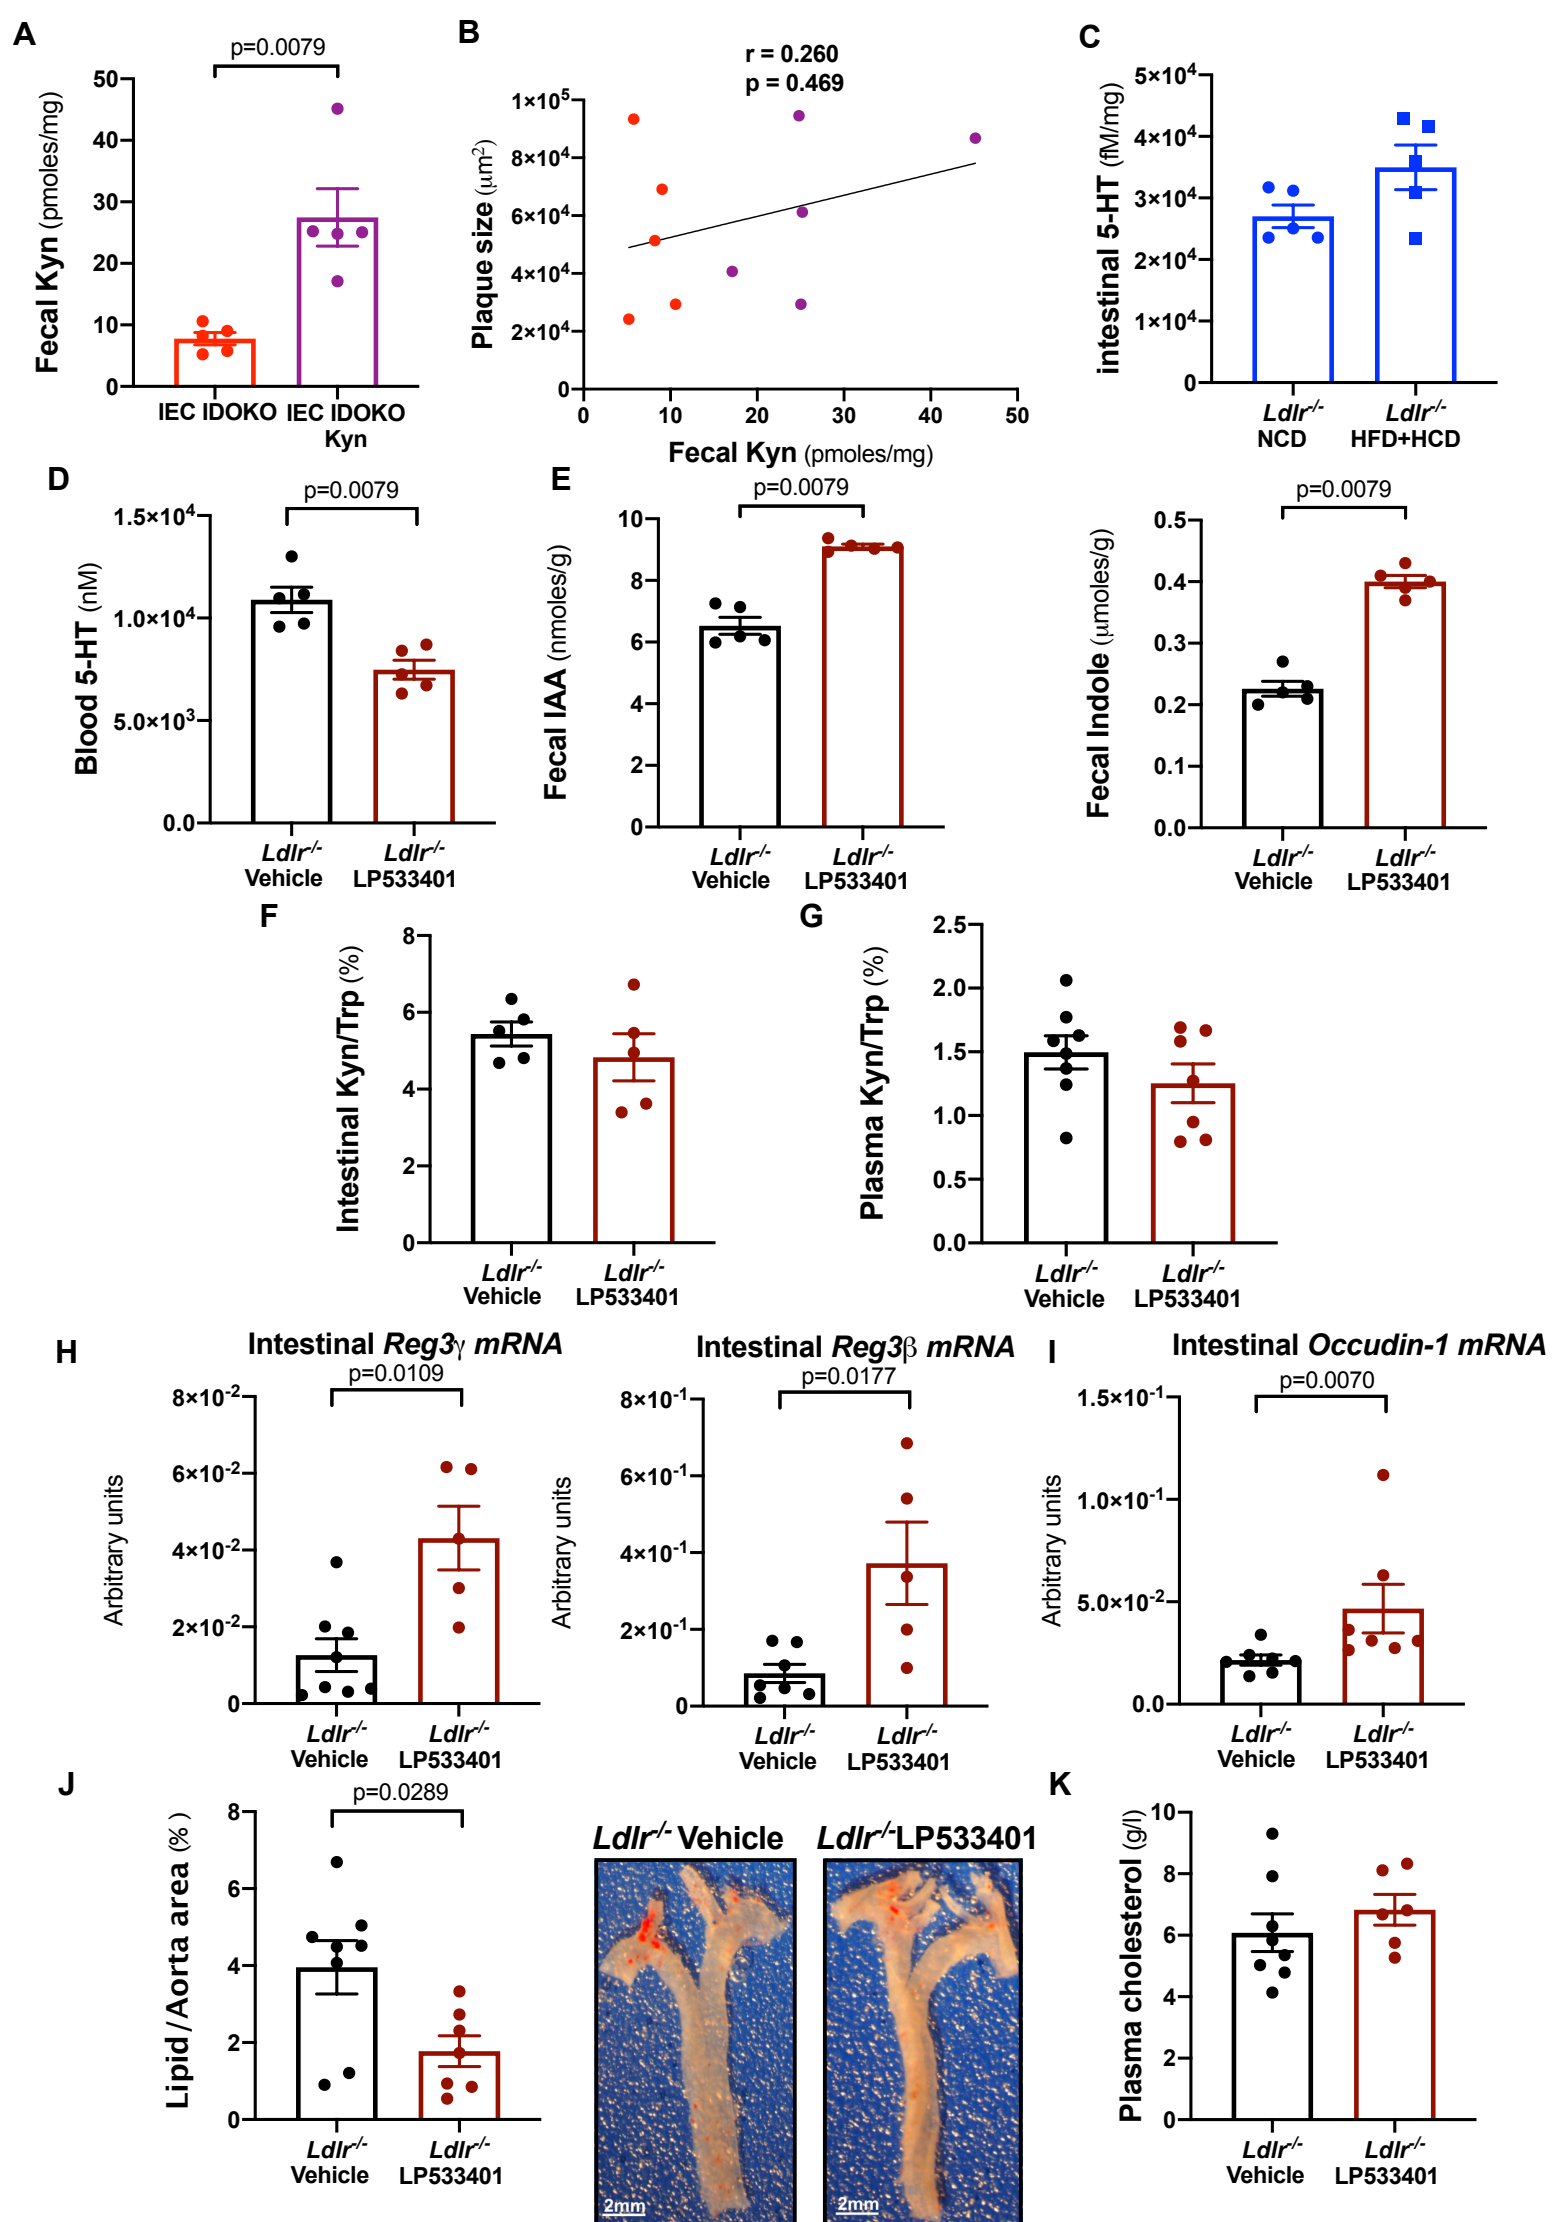 A
p=0.0079
Fecal Kyn (pmoles/mg)
50
40
30
20
10
0
IEC IDOKO
IEC IDOKO
Kyn
B
r = 0.260
p = 0.469
Plaque size (μm²)
1×10⁵
8×10⁴
6×10⁴
4×10⁴
2×10⁴
0
0 10 20 30 40 50
Fecal Kyn (pmoles/mg)
C
intestinal 5-HT (fM/mg)
5×10⁴
4×10⁴
3×10⁴
2×10⁴
1×10⁴
0
Ldlr⁻/⁻
NCD
Ldlr⁻/⁻
HFD+HCD
D
p=0.0079
Blood 5-HT (nM)
1.5×10⁴
1.0×10⁴
5.0×10³
0.0
Ldlr⁻/⁻
Vehicle
Ldlr⁻/⁻
LP533401
E
p=0.0079
Fecal IAA (nmoles/g)
10
8
6
4
2
0
Ldlr⁻/⁻
Vehicle
Ldlr⁻/⁻
LP533401
p=0.0079
Fecal Indole (μmoles/g)
0.5
0.4
0.3
0.2
0.1
0.0
Ldlr⁻/⁻
Vehicle
Ldlr⁻/⁻
LP533401
F
Intestinal Kyn/Trp (%)
8
6
4
2
0
Ldlr⁻/⁻
Vehicle
Ldlr⁻/⁻
LP533401
G
Plasma Kyn/Trp (%)
2.5
2.0
1.5
1.0
0.5
0.0
Ldlr⁻/⁻
Vehicle
Ldlr⁻/⁻
LP533401
H
Intestinal Reg3γ mRNA
p=0.0109
Arbitrary units
8×10⁻²
6×10⁻²
4×10⁻²
2×10⁻²
0
Ldlr⁻/⁻
Vehicle
Ldlr⁻/⁻
LP533401
Intestinal Reg3β mRNA
p=0.0177
Arbitrary units
8×10⁻¹
6×10⁻¹
4×10⁻¹
2×10⁻¹
0
Ldlr⁻/⁻
Vehicle
Ldlr⁻/⁻
LP533401
I
Intestinal Occudin-1 mRNA
p=0.0070
Arbitrary units
1.5×10⁻¹
1.0×10⁻¹
5.0×10⁻²
0.0
Ldlr⁻/⁻
Vehicle
Ldlr⁻/⁻
LP533401
J
p=0.0289
Lipid/Aorta area (%)
8
6
4
2
0
Ldlr⁻/⁻
Vehicle
Ldlr⁻/⁻
LP533401
Ldlr⁻/⁻ Vehicle
2mm
Ldlr⁻/⁻LP533401
2mm
K
Plasma cholesterol (g/l)
10
8
6
4
2
0
Ldlr⁻/⁻
Vehicle
Ldlr⁻/⁻
LP533401